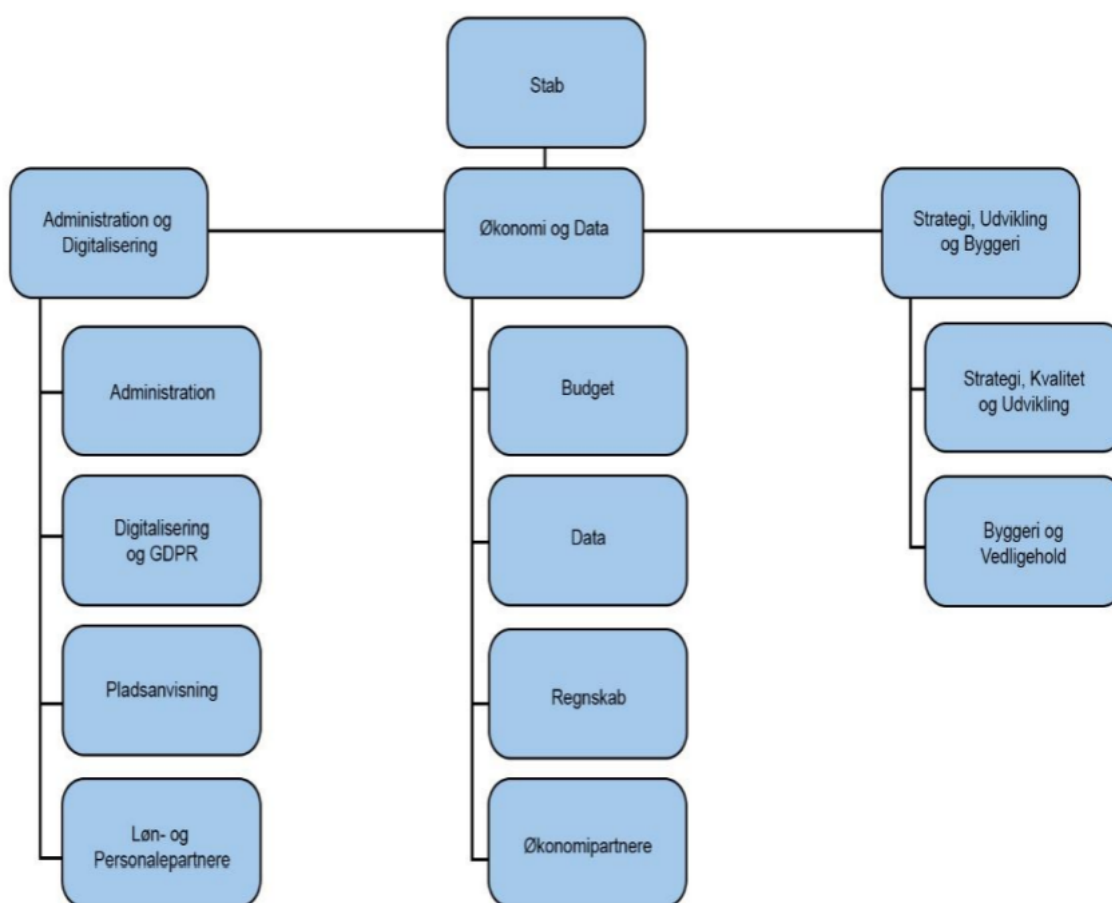 Stab
Administration og
Digitalisering
Økonomi og Data
Strategi, Udvikling
og Byggeri
Administration
Digitalisering
og GDPR
Pladsanvisning
Løn- og
Personalepartnere
Budget
Data
Regnskab
Økonomipartnere
Strategi, Kvalitet
og Udvikling
Byggeri og
Vedligehold